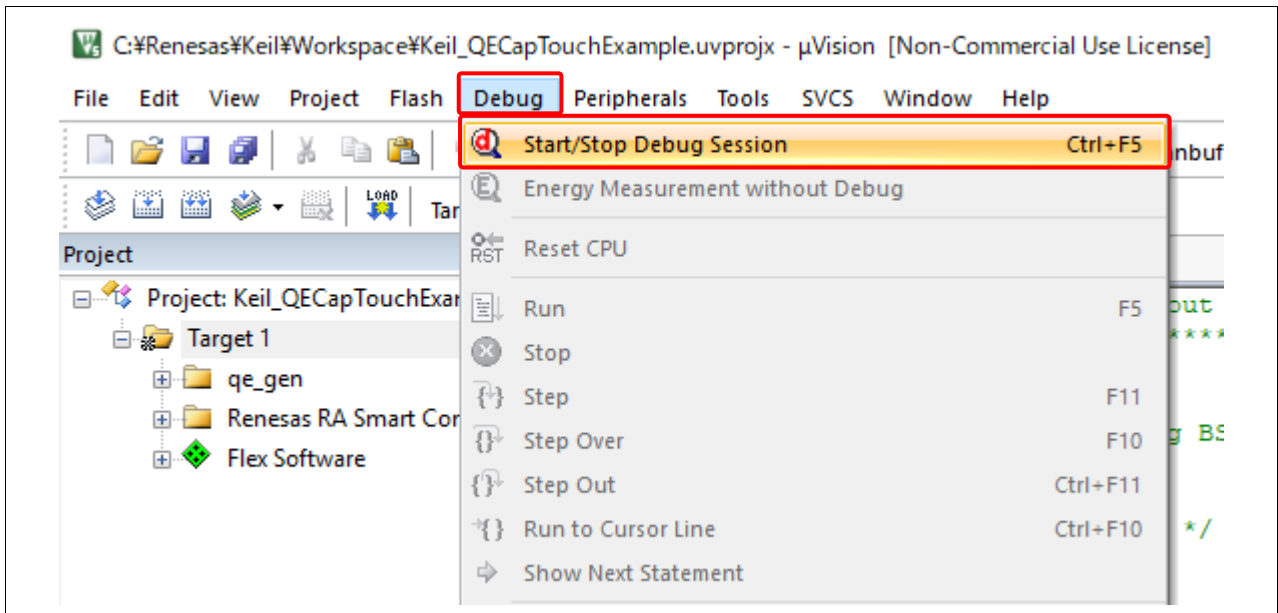 C:¥Renesas¥Keil¥Workspace¥Keil_QECapTouchExample.uvprojx - µVision [Non-Commercial Use License]
File Edit View Project Flash Debug Peripherals Tools SVCS Window Help
Start/Stop Debug Session Ctrl+F5
Energy Measurement without Debug
LOAD
RST Reset CPU
Project
Project: Keil_QECapTouchExa
Run F5
Target 1
Stop
qe_gen
Step F11
Renesas RA Smart Cor
Step Over F10
Flex Software
Step Out Ctrl+F11
Run to Cursor Line Ctrl+F10 */
Show Next Statement